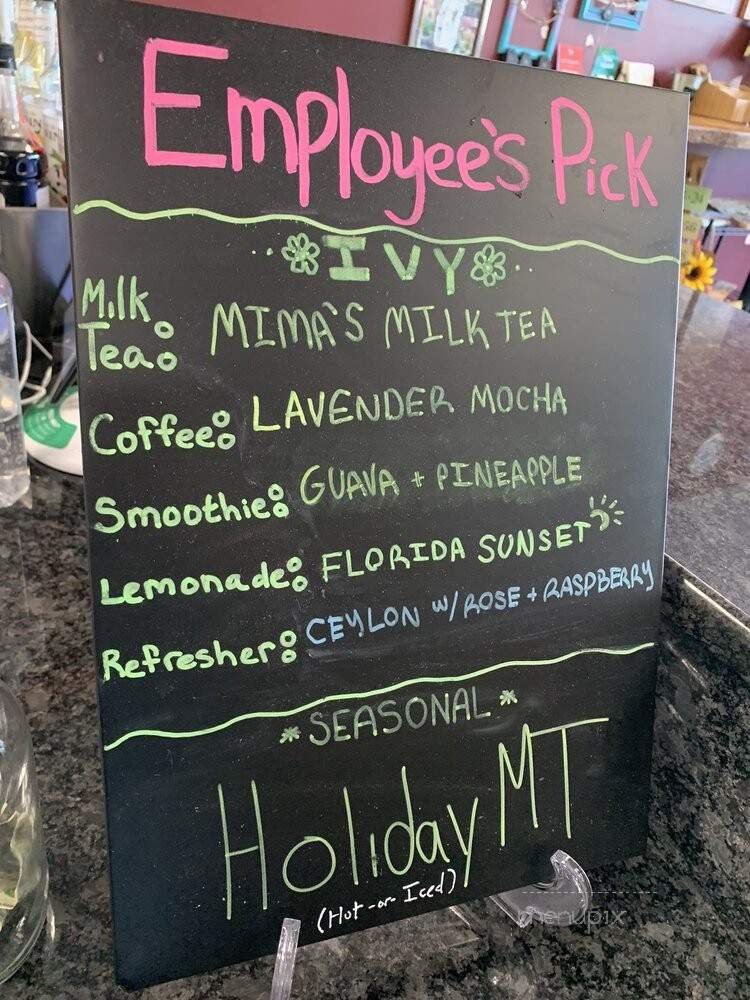 Employee's Pick
IVY
Milk Tea: MIMA'S MILK TEA
Coffee: LAVENDER MOCHA
Smoothie: GUAVA + PINEAPPLE
Lemonade: FLORIDA SUNSET
Refresher: CEYLON W/ ROSE + RASPBERRY
*SEASONAL*
Holiday MT
(Hot -or- Iced)
menupix